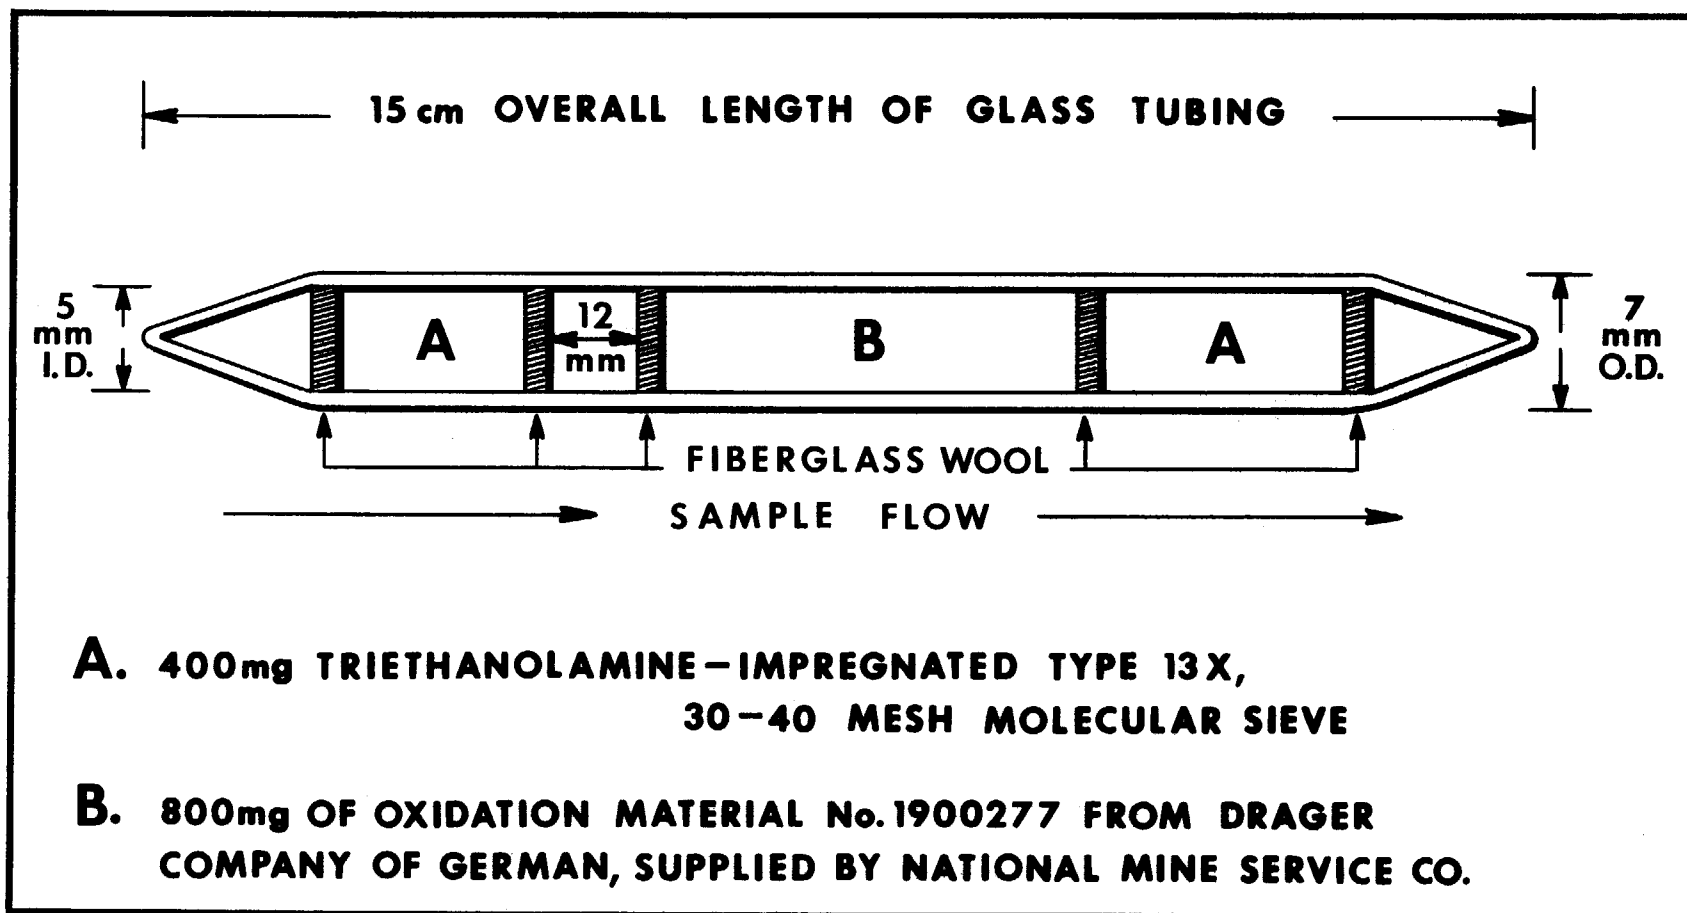 15 cm OVERALL LENGTH OF GLASS TUBING
5
mm
I.D.
A
12
mm
B
A
7
mm
O.D.
FIBERGLASS WOOL
SAMPLE FLOW
A. 400mg TRIETHANOLAMINE-IMPREGNATED TYPE 13X,
30-40 MESH MOLECULAR SIEVE
B. 800mg OF OXIDATION MATERIAL No. 1900277 FROM DRAGER
COMPANY OF GERMAN, SUPPLIED BY NATIONAL MINE SERVICE CO.